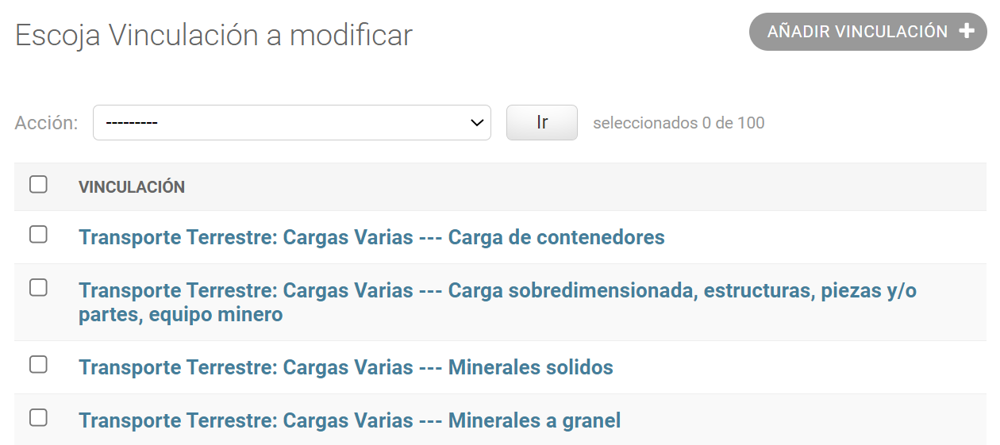 Escoja Vinculación a modificar
AÑADIR VINCULACIÓN +
Acción: --------- Ir seleccionados 0 de 100
VINCULACIÓN
Transporte Terrestre: Cargas Varias --- Carga de contenedores
Transporte Terrestre: Cargas Varias --- Carga sobredimensionada, estructuras, piezas y/o
partes, equipo minero
Transporte Terrestre: Cargas Varias --- Minerales solidos
Transporte Terrestre: Cargas Varias --- Minerales a granel